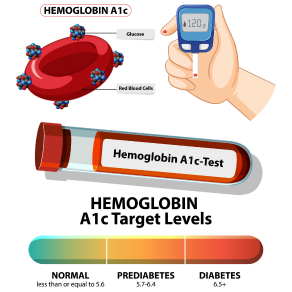 HEMOGLOBIN A1c
Glucose
Red Blood Cells
120
Hemoglobin A1c-Test
HEMOGLOBIN
A1c Target Levels
NORMAL
less than or equal to 5.6
PREDIABETES
5.7-6.4
DIABETES
6.5+